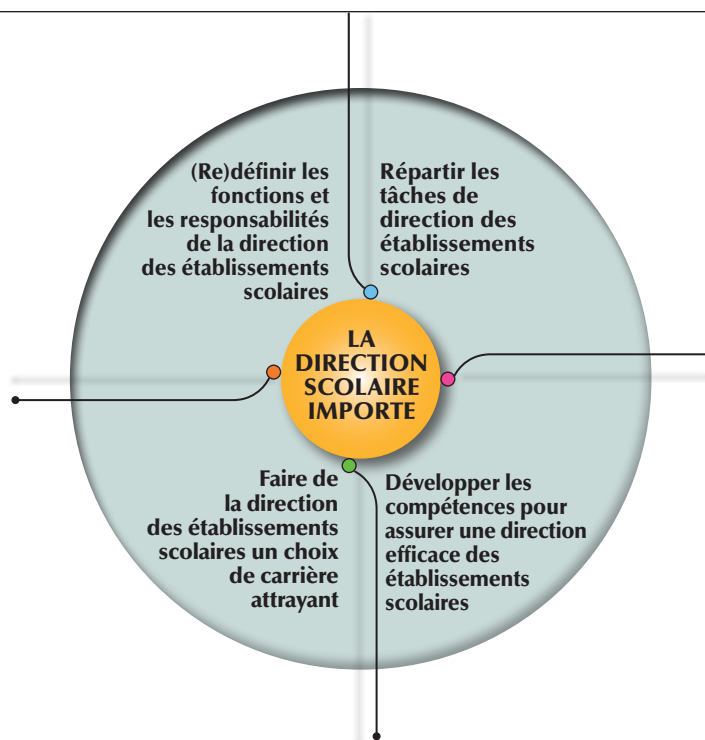 (Re)définir les
fonctions et
les responsabilités
de la direction
des établissements
scolaires
Répartir les
tâches de
direction des
établissements
scolaires
LA
DIRECTION
SCOLAIRE
IMPORTE
Faire de
la direction
des établissements
scolaires un choix
de carrière
attrayant
Développer les
compétences pour
assurer une direction
efficace des
établissements
scolaires